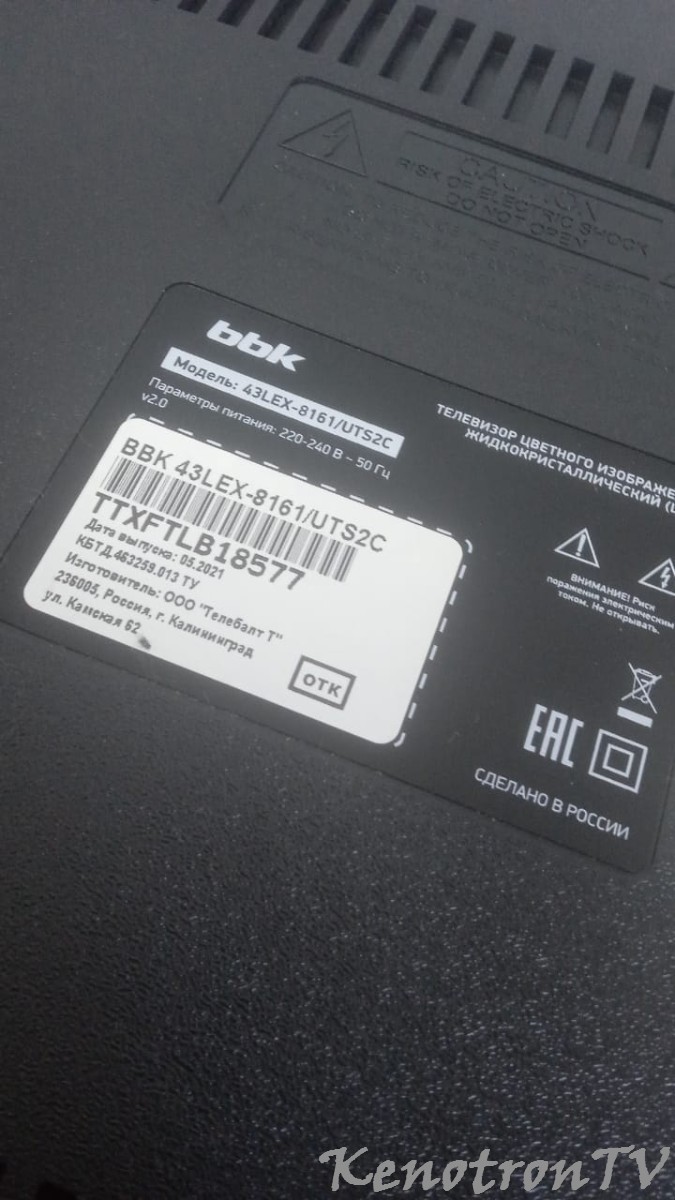 CAUTION
RISK OF ELECTRIC SHOCK
DO NOT OPEN
bbk
Модель: 43LEX-8161/UTS2C
Параметры питания: 220-240 В ~ 50 Гц
v2.0
BBK 43LEX-8161/UTS2C
TTXFTLB18577
Дата выпуска: 05.2021
КБТД.463259.013 ТУ
Изготовитель: ООО "Телебалт Т"
236005, Россия, г. Калининград
ул. Камская 62
ОТК
ТЕЛЕВИЗОР ЦВЕТНОГО ИЗОБРАЖЕ
ЖИДКОКРИСТАЛЛИЧЕСКИЙ (L
ВНИМАНИЕ! Риск
поражения электрическим
током. Не открывать.
EAC
СДЕЛАНО В РОССИИ
KenotronTV